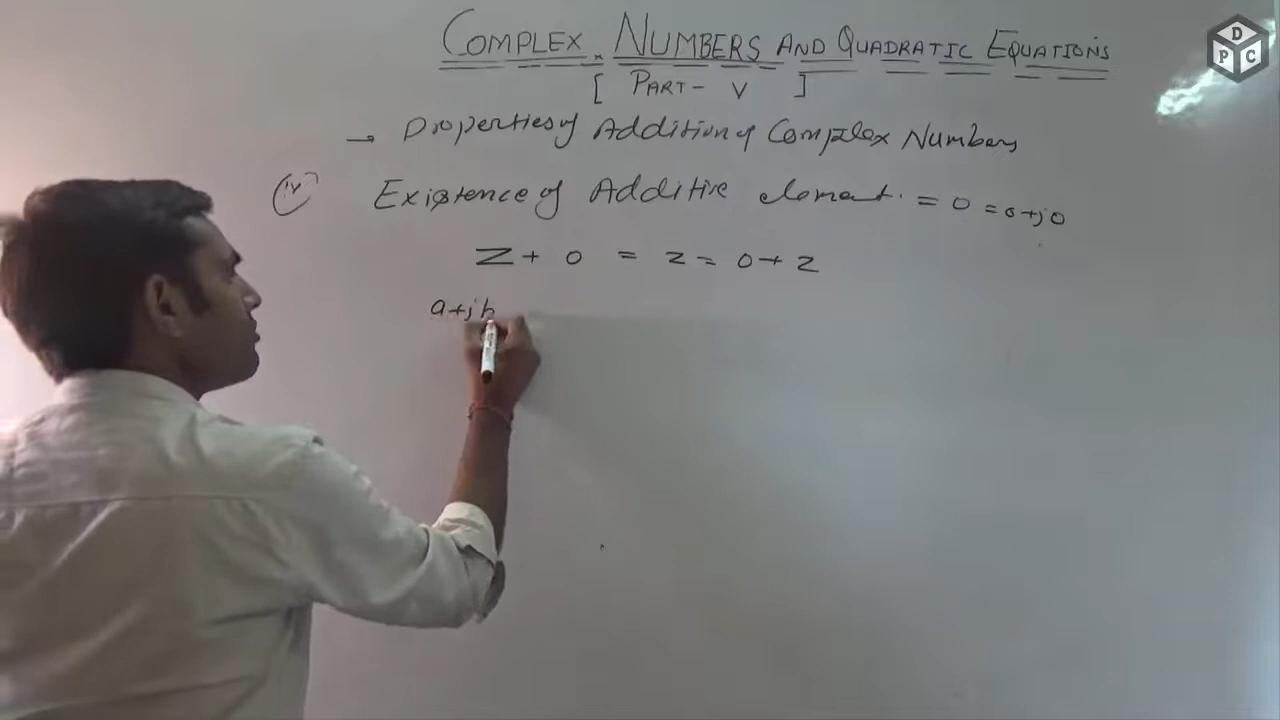 COMPLEX NUMBERS AND QUADRATIC EQUATIONS
[ PART- V ]
→ Properties of Addition of Complex Numbers
(iv) Existence of Additive element. = 0 = 0+j0
Z + 0 = z = 0+z
a+jb
D
P C